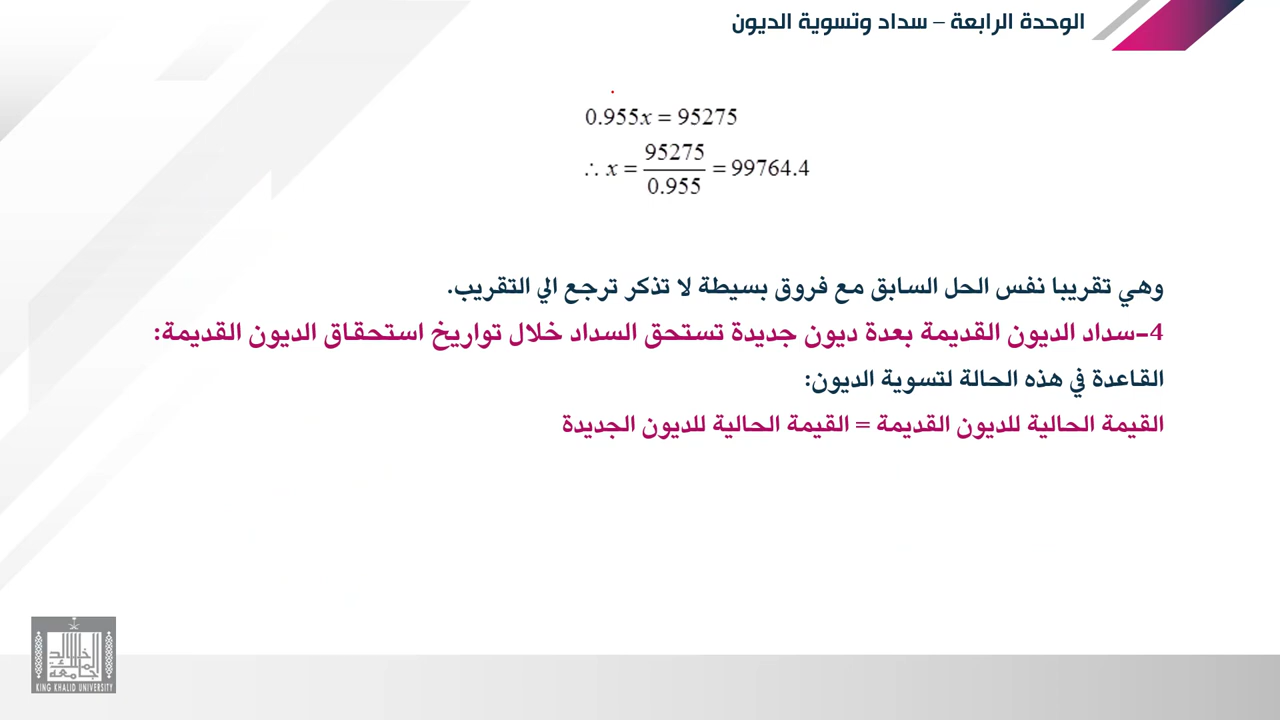 الوحدة الرابعة – سداد وتسوية الديون
0.955x = 95275
∴ x = 95275/0.955 = 99764.4
وهي تقريبا نفس الحل السابق مع فروق بسيطة لا تذكر ترجع الي التقريب.
4–سداد الديون القديمة بعدة ديون جديدة تستحق السداد خلال تواريخ استحقاق الديون القديمة:
القاعدة في هذه الحالة لتسوية الديون:
القيمة الحالية للديون القديمة = القيمة الحالية للديون الجديدة
جامعة الملك خالد
KING KHALID UNIVERSITY